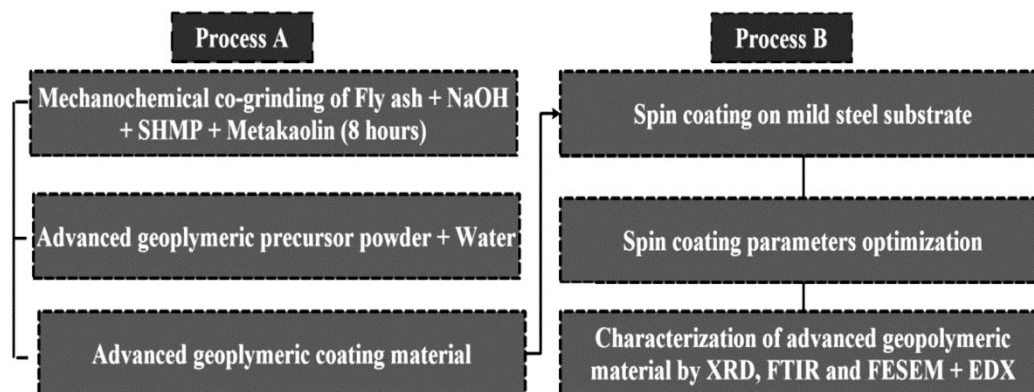 Process A
Mechanochemical co-grinding of Fly ash + NaOH
+ SHMP + Metakaolin (8 hours)
Advanced geoplymeric precursor powder + Water
Advanced geoplymeric coating material
Process B
Spin coating on mild steel substrate
Spin coating parameters optimization
Characterization of advanced geopolymeric
material by XRD, FTIR and FESEM + EDX